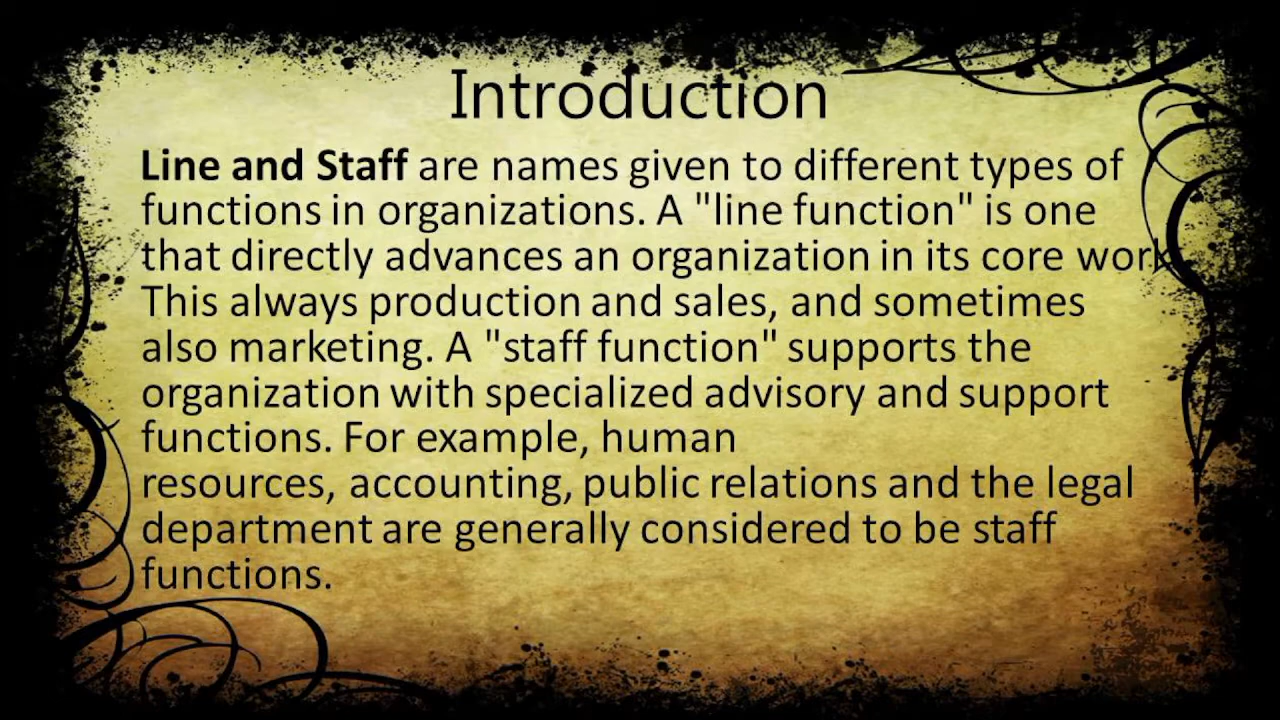 Introduction
Line and Staff are names given to different types of
functions in organizations. A "line function" is one
that directly advances an organization in its core work
This always production and sales, and sometimes
also marketing. A "staff function" supports the
organization with specialized advisory and support
functions. For example, human
resources, accounting, public relations and the legal
department are generally considered to be staff
functions.